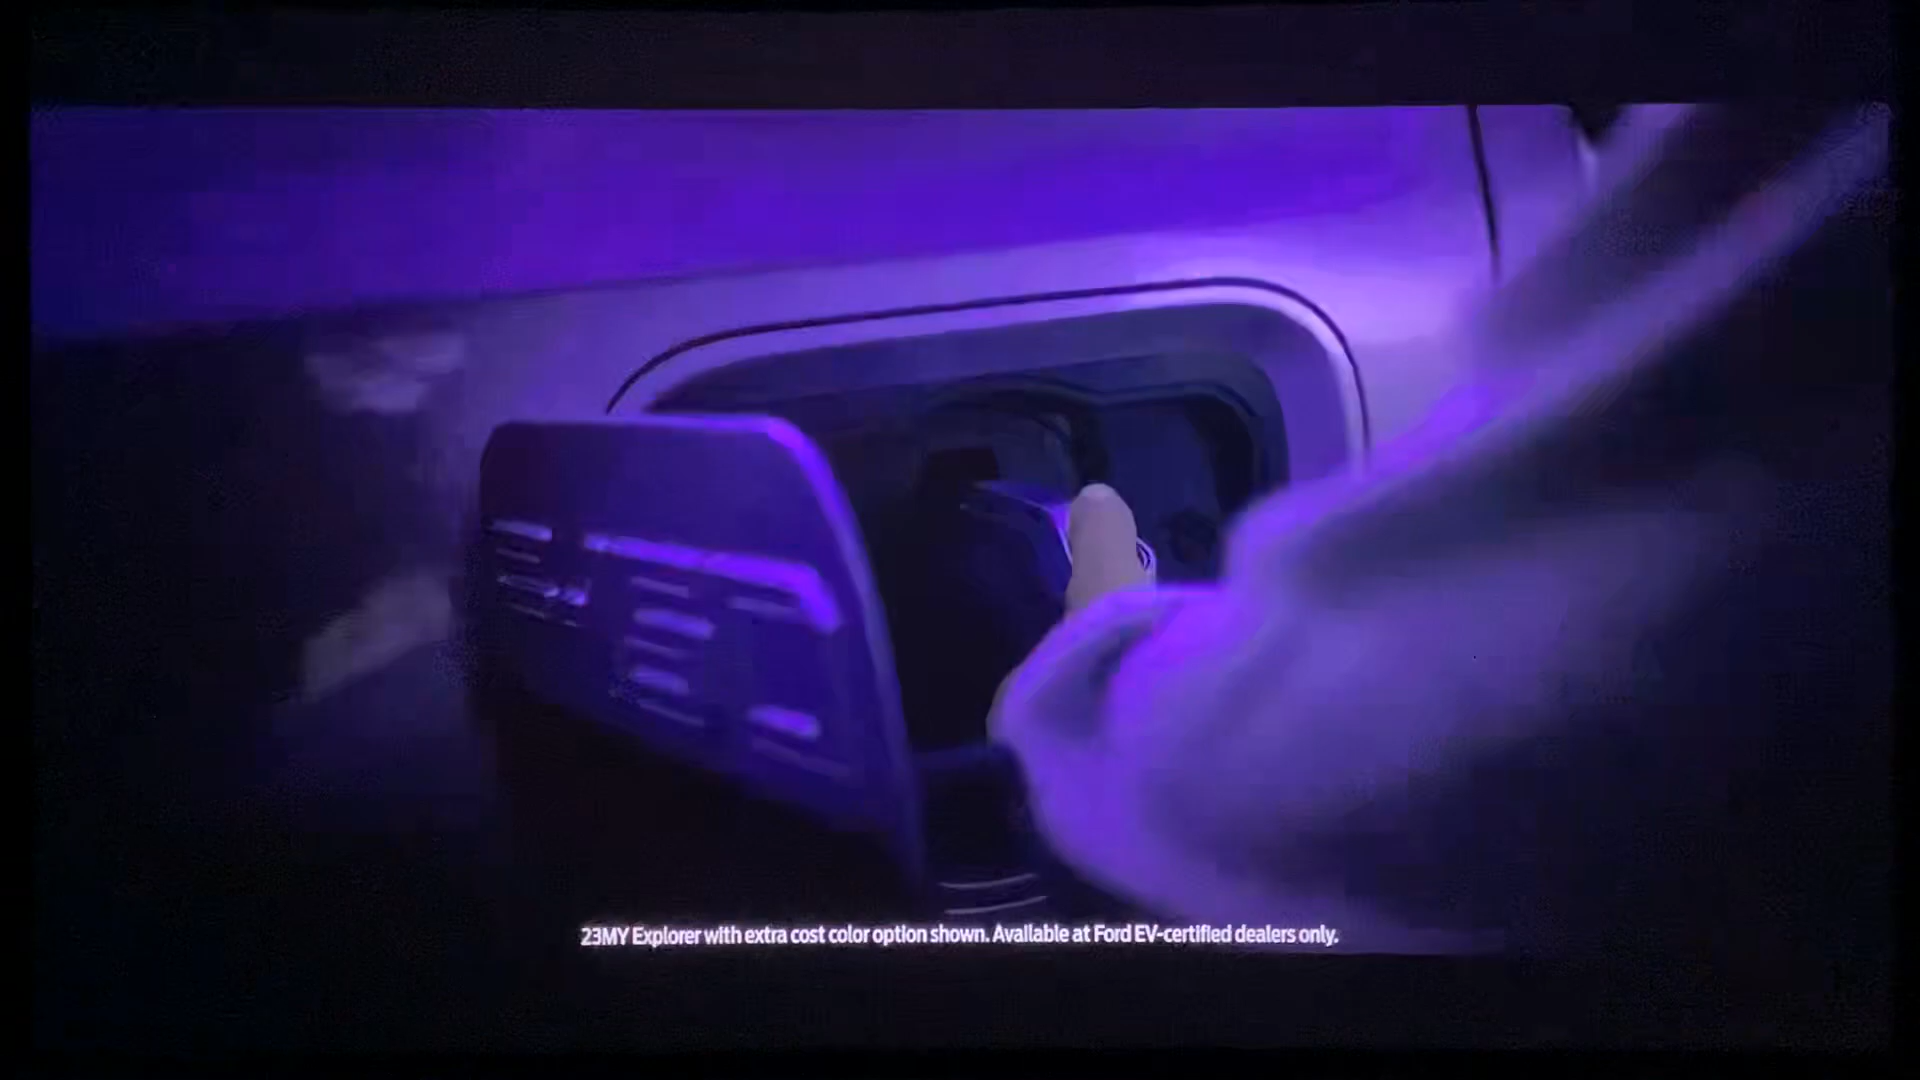 23MY Explorer with extra cost color option shown. Available at Ford EV-certified dealers only.